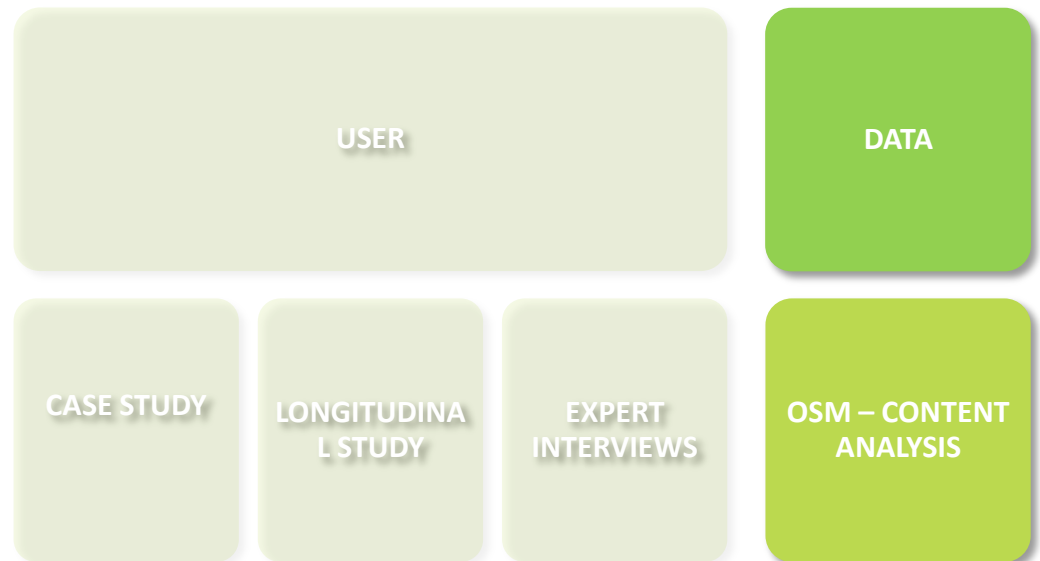 USER
DATA
CASE STUDY
LONGITUDINA
L STUDY
EXPERT
INTERVIEWS
OSM – CONTENT
ANALYSIS